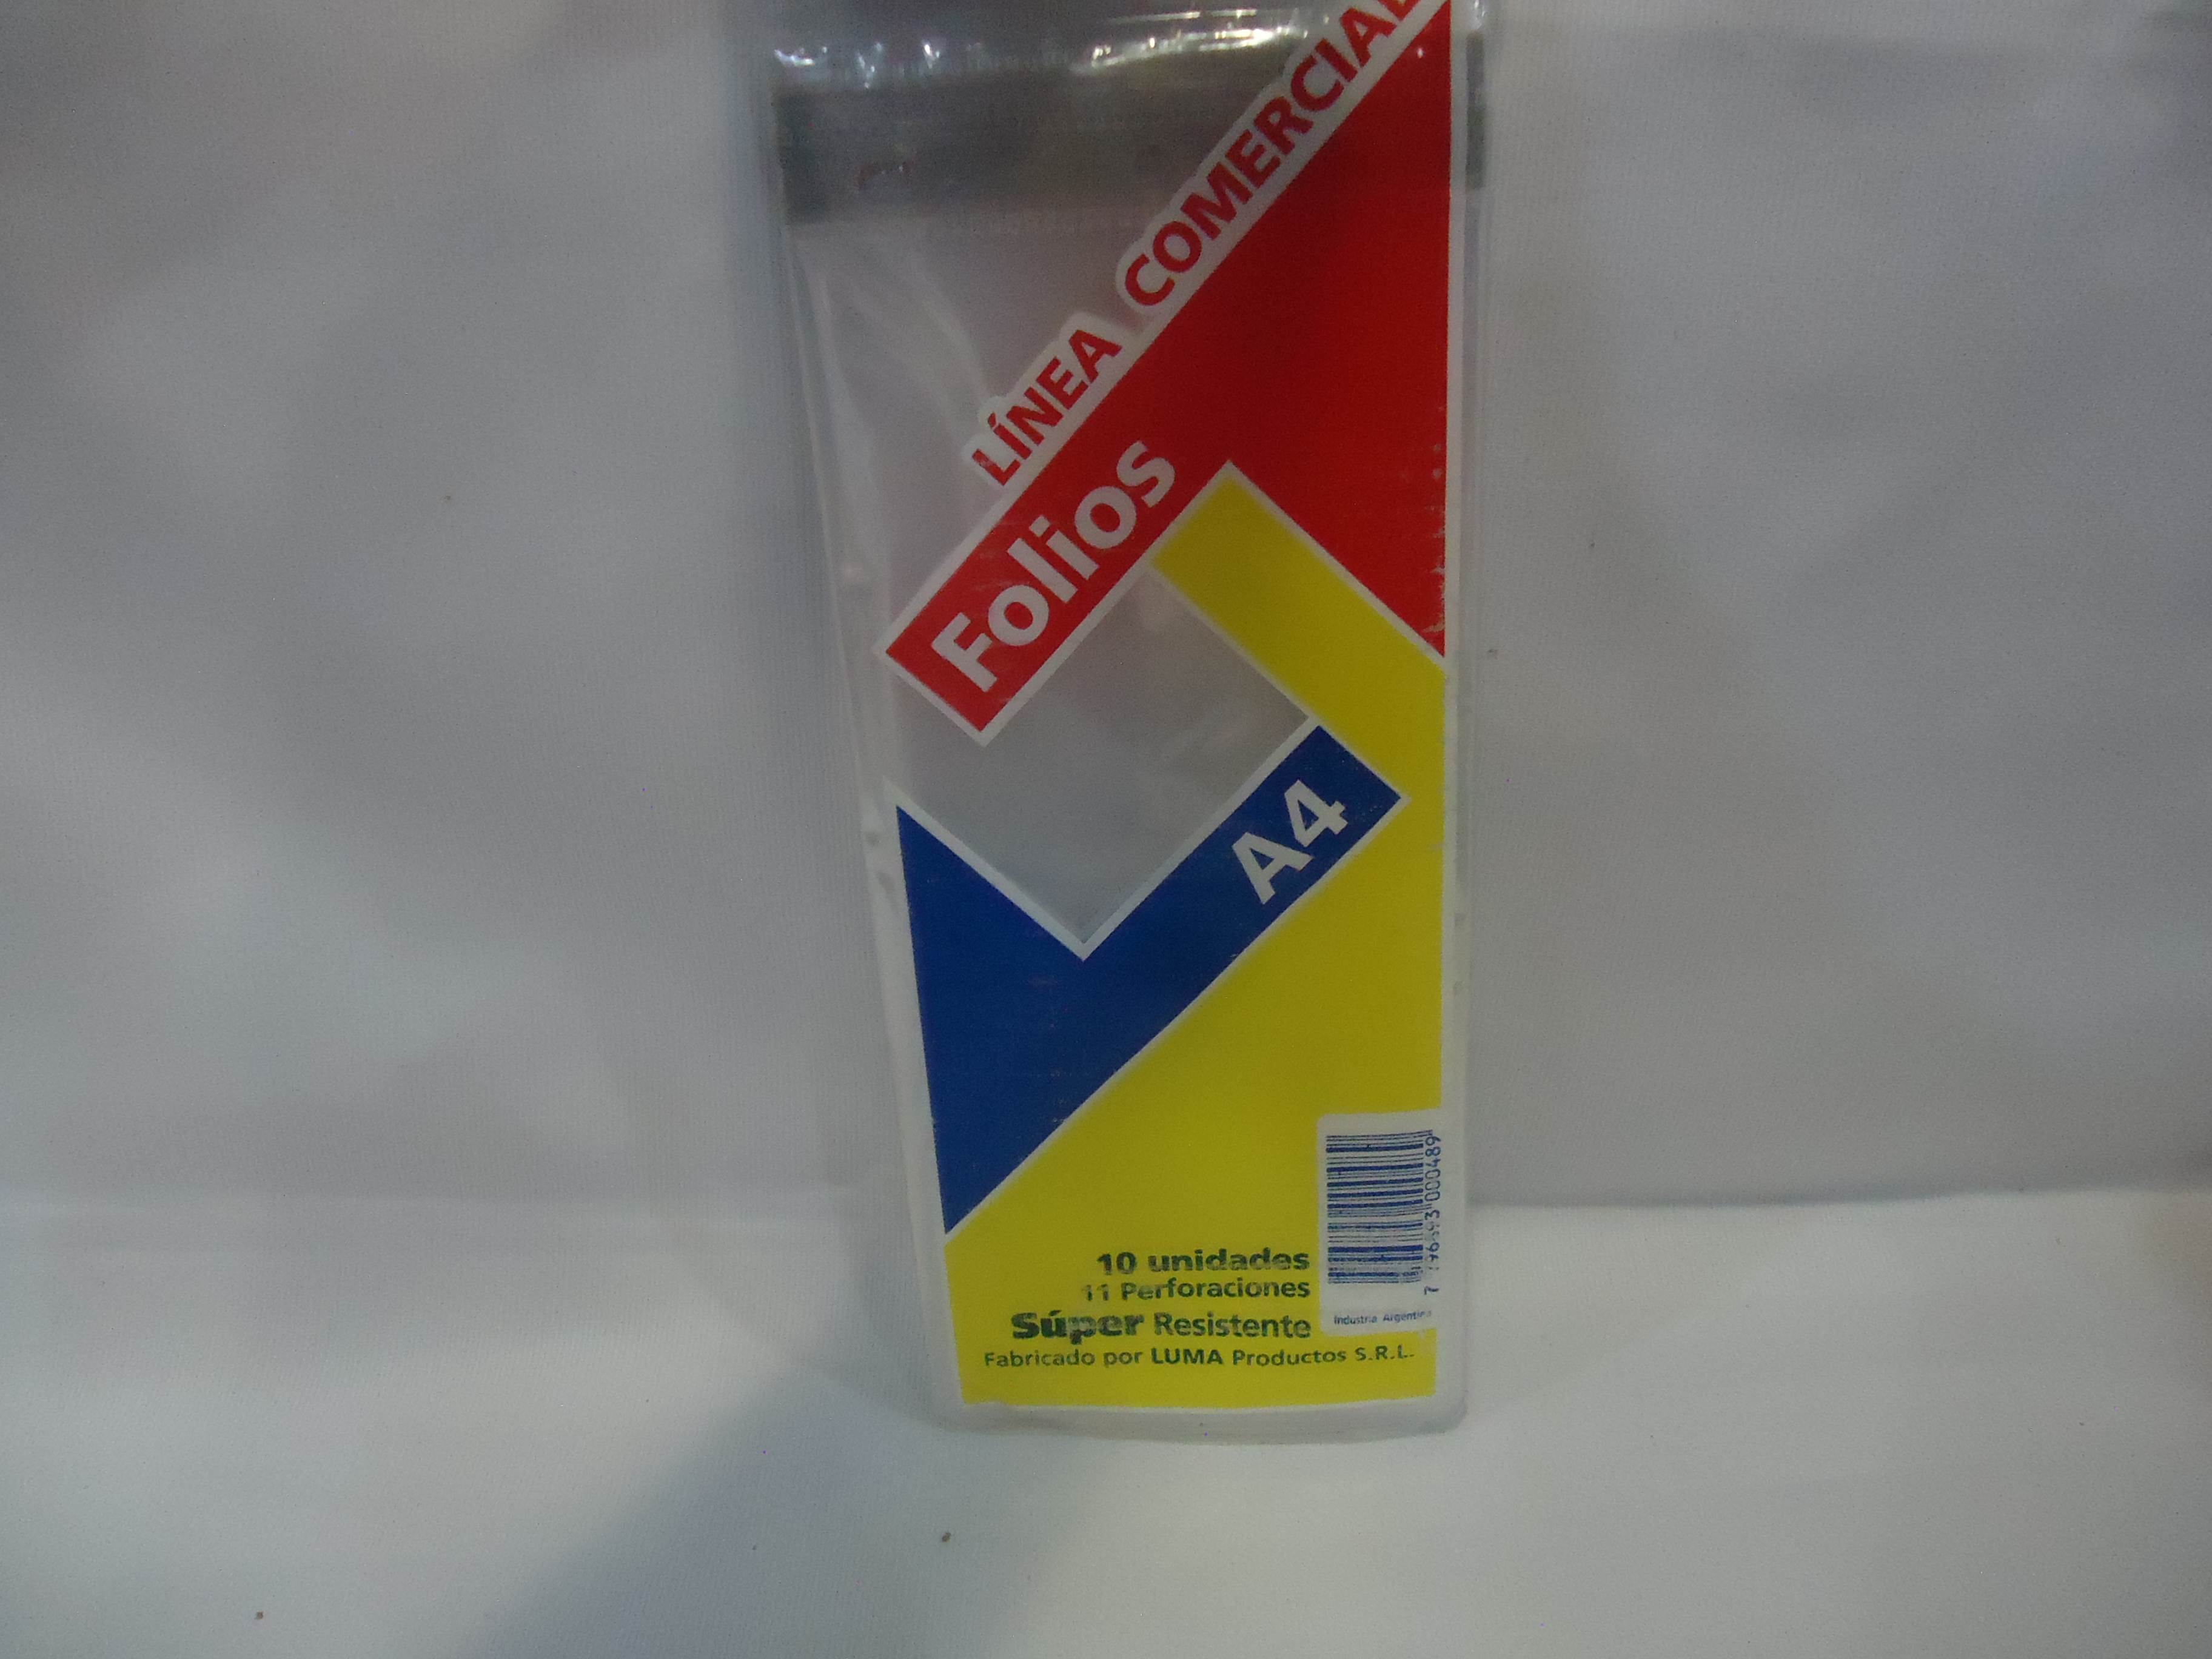 LÍNEA COMERCIAL
Folios
A4
10 unidades
11 Perforaciones
Súper Resistente
Industria Argentina
Fabricado por LUMA Productos S.R.L.